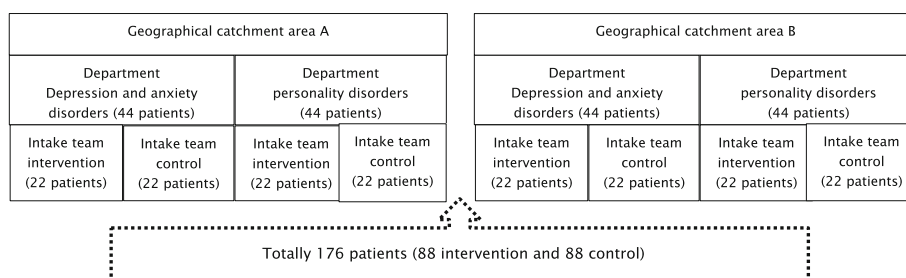 Geographical catchment area A
Geographical catchment area B
Department
Depression and anxiety
disorders (44 patients)
Department
personality disorders
(44 patients)
Department
Depression and anxiety
disorders (44 patients)
Department
personality disorders
(44 patients)
Intake team
intervention
(22 patients)
Intake team
control
(22 patients)
Intake team
intervention
(22 patients)
Intake team
control
(22 patients)
Intake team
intervention
(22 patients)
Intake team
control
(22 patients)
Intake team
intervention
(22 patients)
Intake team
control
(22 patients)
Totally 176 patients (88 intervention and 88 control)